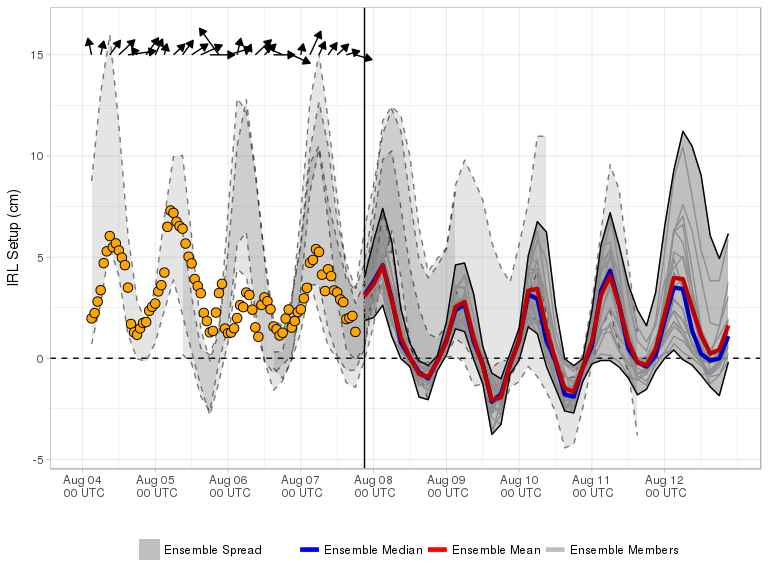 15
10
5
0
-5
IRL Setup (cm)
Aug 04 Aug 05 Aug 06 Aug 07 Aug 08 Aug 09 Aug 10 Aug 11 Aug 12
00 UTC 00 UTC 00 UTC 00 UTC 00 UTC 00 UTC 00 UTC 00 UTC 00 UTC
Ensemble Spread Ensemble Median Ensemble Mean Ensemble Members